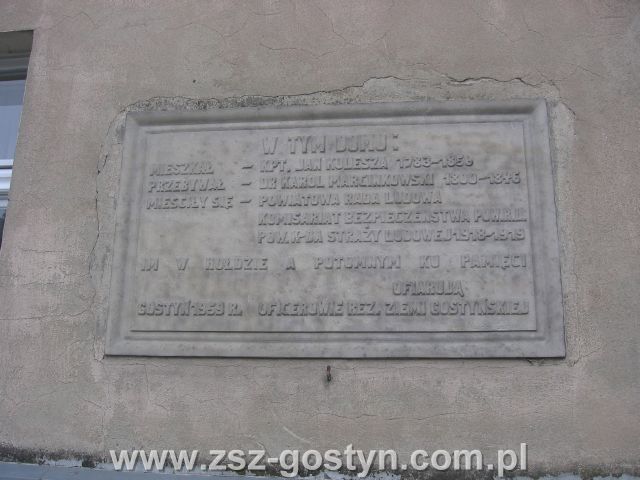 W TYM DOMU:
MIESZKAŁ – KPT. JAN KULESZA 1783–1856
PRZEBYWAŁ – DR KAROL MARCINKOWSKI 1800–1846
MIEŚCIŁY SIĘ – POWIATOWA RADA LUDOWA
KOMISARIAT BEZPIECZEŃSTWA
POW. K-DA STRAŻY LUDOWEJ-1918-1919
IM W HOŁDZIE A POTOMNYM KU PAMIĘCI
OFIARUJĄ
GOSTYŃ-1959 R. OFICEROWIE REZ. ZIEMI GOSTYŃSKIEJ
www.zsz-gostyn.com.pl